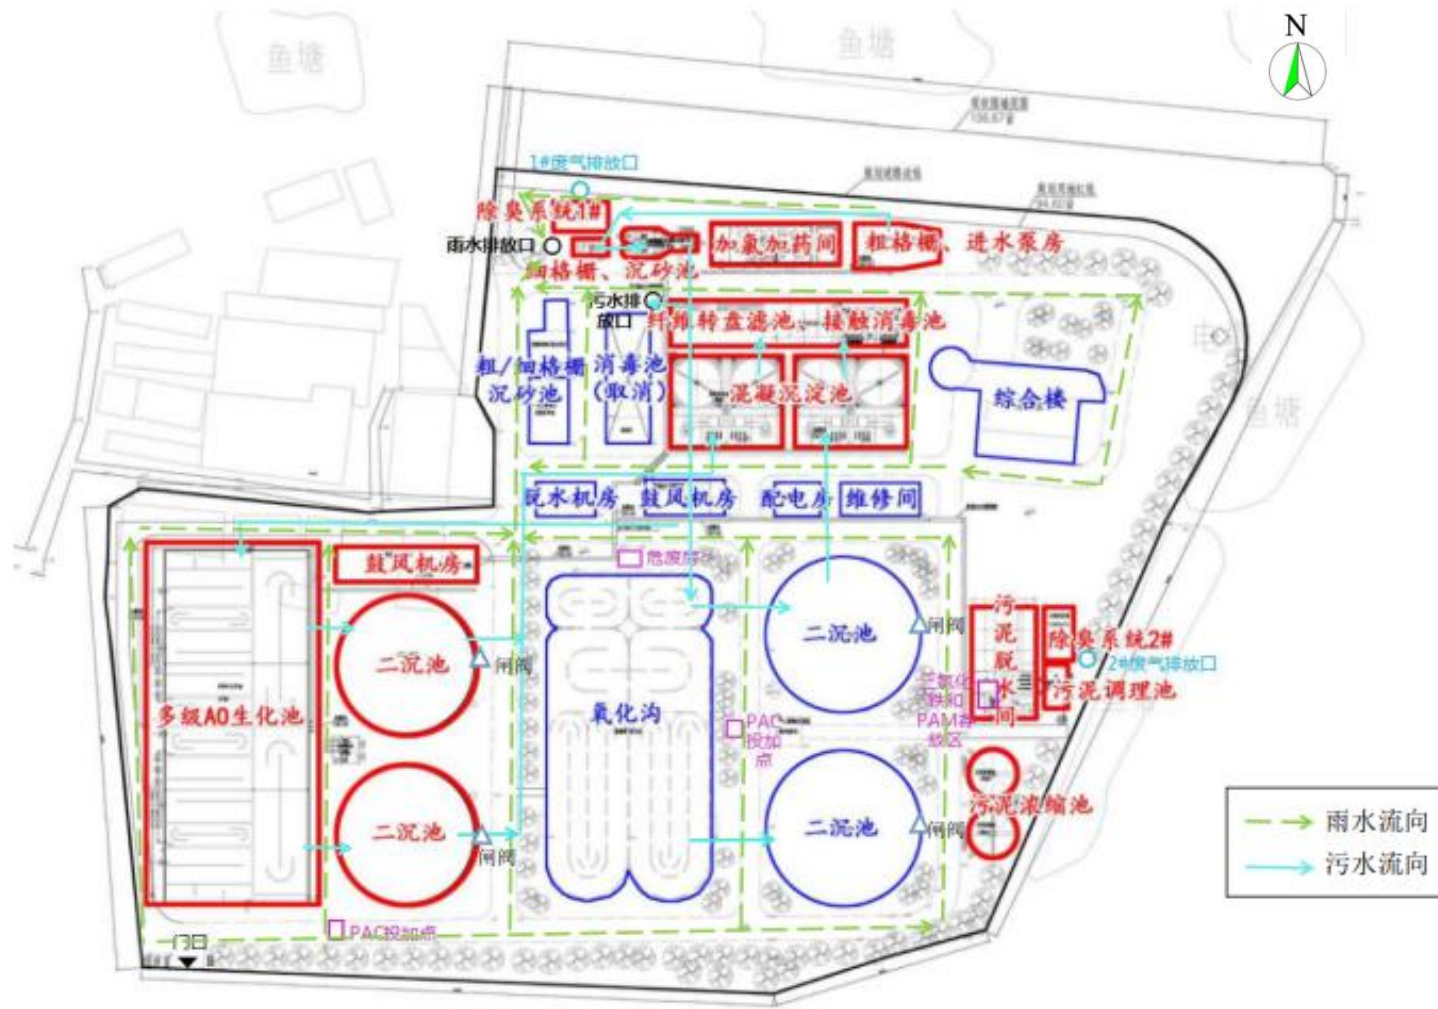 N
鱼塘
鱼塘
1#废气排放口
除臭系统1#
雨水排放口
加氯加药间
粗格栅、进水泵房
细格栅、沉砂池
污水排
放口
纤维转盘滤池、接触消毒池
粗/细格栅
沉砂池
消毒池
(取消)
混凝沉淀池
综合楼
鱼塘
脱水机房
鼓风机房
配电房
维修间
鼓风机房
危废房
二沉池
闸阀
二沉池
闸阀
污泥脱水间
除臭系统2#
2#废气排放口
污泥调理池
多级AO生化池
氧化沟
PAC
投加
点
PAM存
放区
二沉池
闸阀
二沉池
闸阀
污泥浓缩池
PAC投加点
门口
雨水流向
污水流向